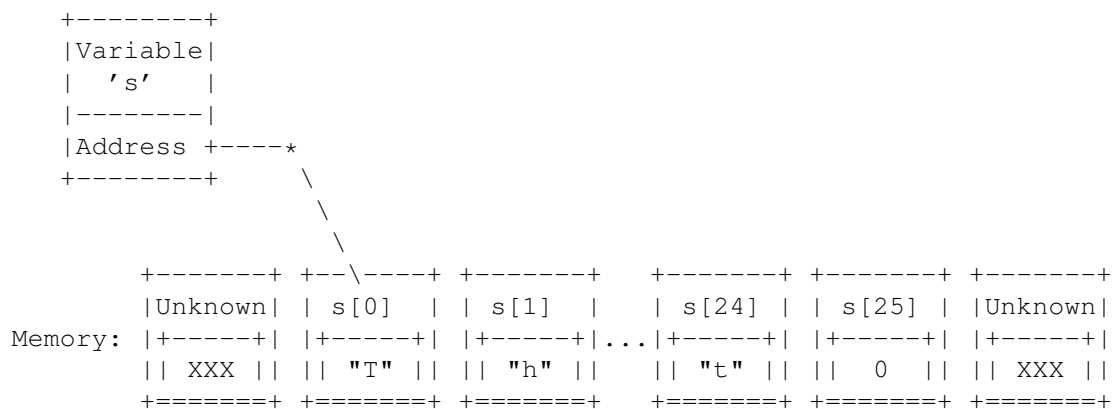 +--------+
|Variable|
|  's'   |
|--------|
|Address +----*
+--------+     \
                \
                 \
        +-------+ +--\----+ +-------+   +-------+ +-------+ +-------+
        |Unknown| | s[0]  | | s[1]  |   | s[24] | | s[25] | |Unknown|
Memory: |+-----+| |+-----+| |+-----+|...|+-----+| |+-----+| |+-----+|
        || XXX || || "T" || || "h" ||   || "t" || ||  0  || || XXX ||
        +=======+ +=======+ +=======+   +=======+ +=======+ +=======+